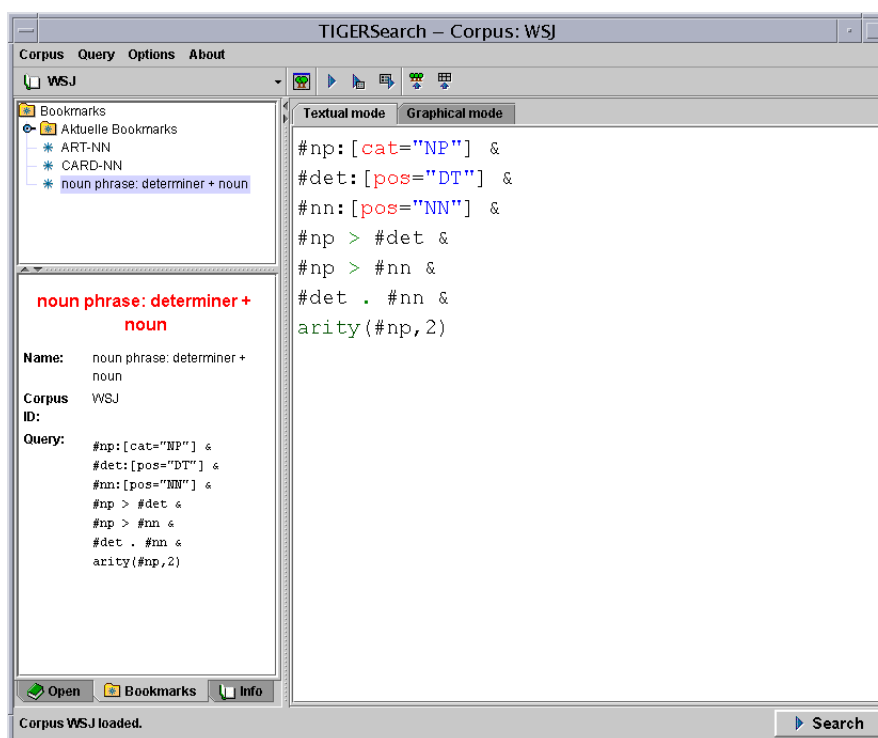 TIGERSearch – Corpus: WSJ
Corpus Query Options About
WSJ
Bookmarks
Aktuelle Bookmarks
ART-NN
CARD-NN
noun phrase: determiner + noun
noun phrase: determiner +
noun
Name: noun phrase: determiner +
noun
Corpus WSJ
ID:
Query:
#np:[cat="NP"] &
#det:[pos="DT"] &
#nn:[pos="NN"] &
#np > #det &
#np > #nn &
#det . #nn &
arity(#np,2)
Open Bookmarks Info
Textual mode Graphical mode
#np:[cat="NP"] &
#det:[pos="DT"] &
#nn:[pos="NN"] &
#np > #det &
#np > #nn &
#det . #nn &
arity(#np,2)
Corpus WSJ loaded.
Search